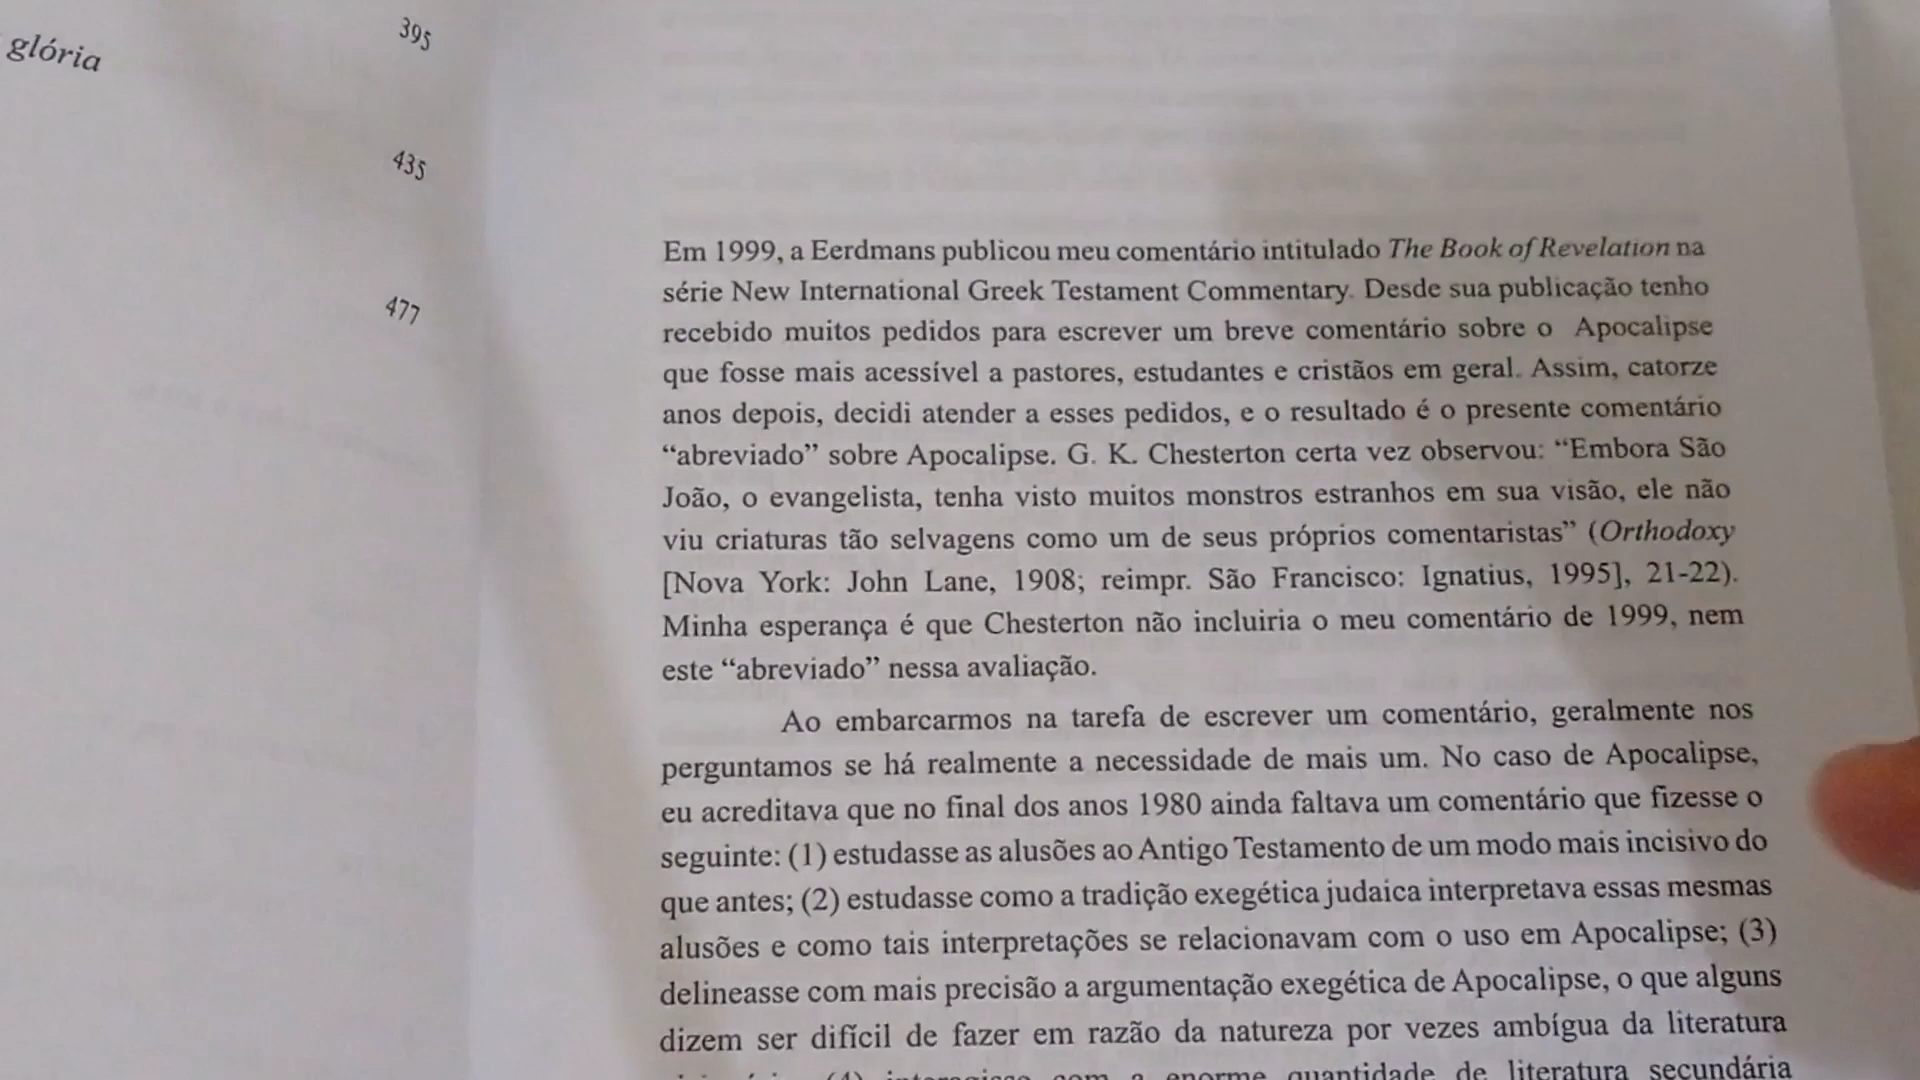 glória
395
435
477
Em 1999, a Eerdmans publicou meu comentário intitulado The Book of Revelation na
série New International Greek Testament Commentary. Desde sua publicação tenho
recebido muitos pedidos para escrever um breve comentário sobre o Apocalipse
que fosse mais acessível a pastores, estudantes e cristãos em geral. Assim, catorze
anos depois, decidi atender a esses pedidos, e o resultado é o presente comentário
“abreviado” sobre Apocalipse. G. K. Chesterton certa vez observou: “Embora São
João, o evangelista, tenha visto muitos monstros estranhos em sua visão, ele não
viu criaturas tão selvagens como um de seus próprios comentaristas” (Orthodoxy
[Nova York: John Lane, 1908; reimpr. São Francisco: Ignatius, 1995], 21-22).
Minha esperança é que Chesterton não incluiria o meu comentário de 1999, nem
este “abreviado” nessa avaliação.
Ao embarcarmos na tarefa de escrever um comentário, geralmente nos
perguntamos se há realmente a necessidade de mais um. No caso de Apocalipse,
eu acreditava que no final dos anos 1980 ainda faltava um comentário que fizesse o
seguinte: (1) estudasse as alusões ao Antigo Testamento de um modo mais incisivo do
que antes; (2) estudasse como a tradição exegética judaica interpretava essas mesmas
alusões e como tais interpretações se relacionavam com o uso em Apocalipse; (3)
delineasse com mais precisão a argumentação exegética de Apocalipse, o que alguns
dizem ser difícil de fazer em razão da natureza por vezes ambígua da literatura
(4) interagisse com a enorme quantidade de literatura secundária